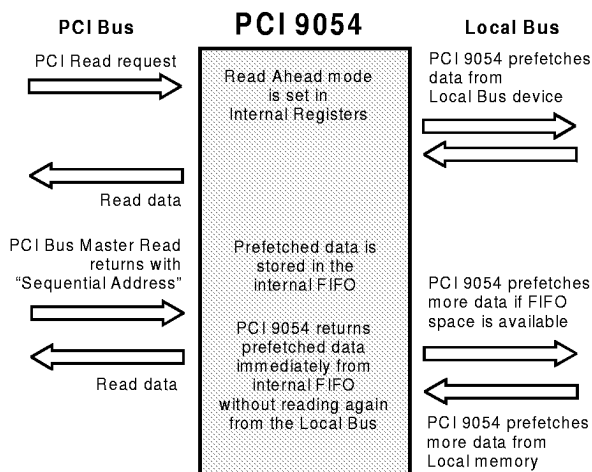 PCI Bus
PCI 9054
Local Bus
PCI Read request
Read Ahead mode
is set in
Internal Registers
PCI 9054 prefetches
data from
Local Bus device
Read data
PCI Bus Master Read
returns with
“Sequential Address”
Prefetched data is
stored in the
internal FIFO
PCI 9054 prefetches
more data if FIFO
space is available
PCI 9054 returns
prefetched data
immediately from
internal FIFO
without reading again
from the Local Bus
Read data
PCI 9054 prefetches
more data from
Local memory